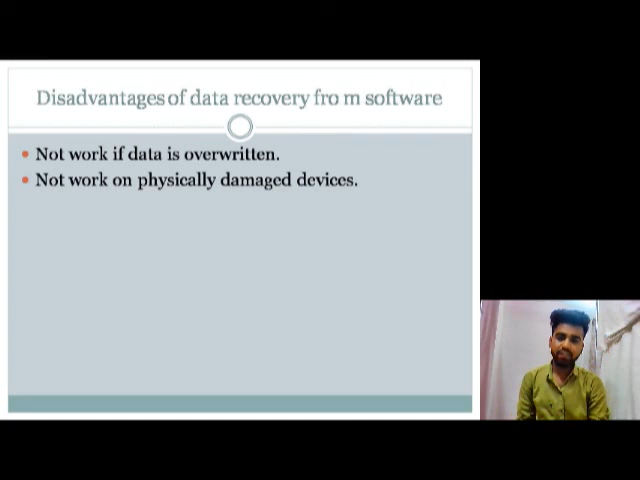 Disadvantages of data recovery fro m software
Not work if data is overwritten.
Not work on physically damaged devices.